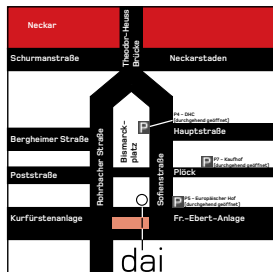 Neckar
Theodor-Heuss
Brücke
Schurmanstraße
Neckarstaden
P4 - DHC
(durchgehend geöffnet)
P
Hauptstraße
Bergheimer Straße
Rohrbacher Straße
Bismarck-
platz
Sofienstraße
P
P7 - Kaufhof
(durchgehend geöffnet)
Poststraße
Plöck
P
P5 - Europäischer Hof
(durchgehend geöffnet)
Kurfürstenanlage
Fr.-Ebert-Anlage
dai